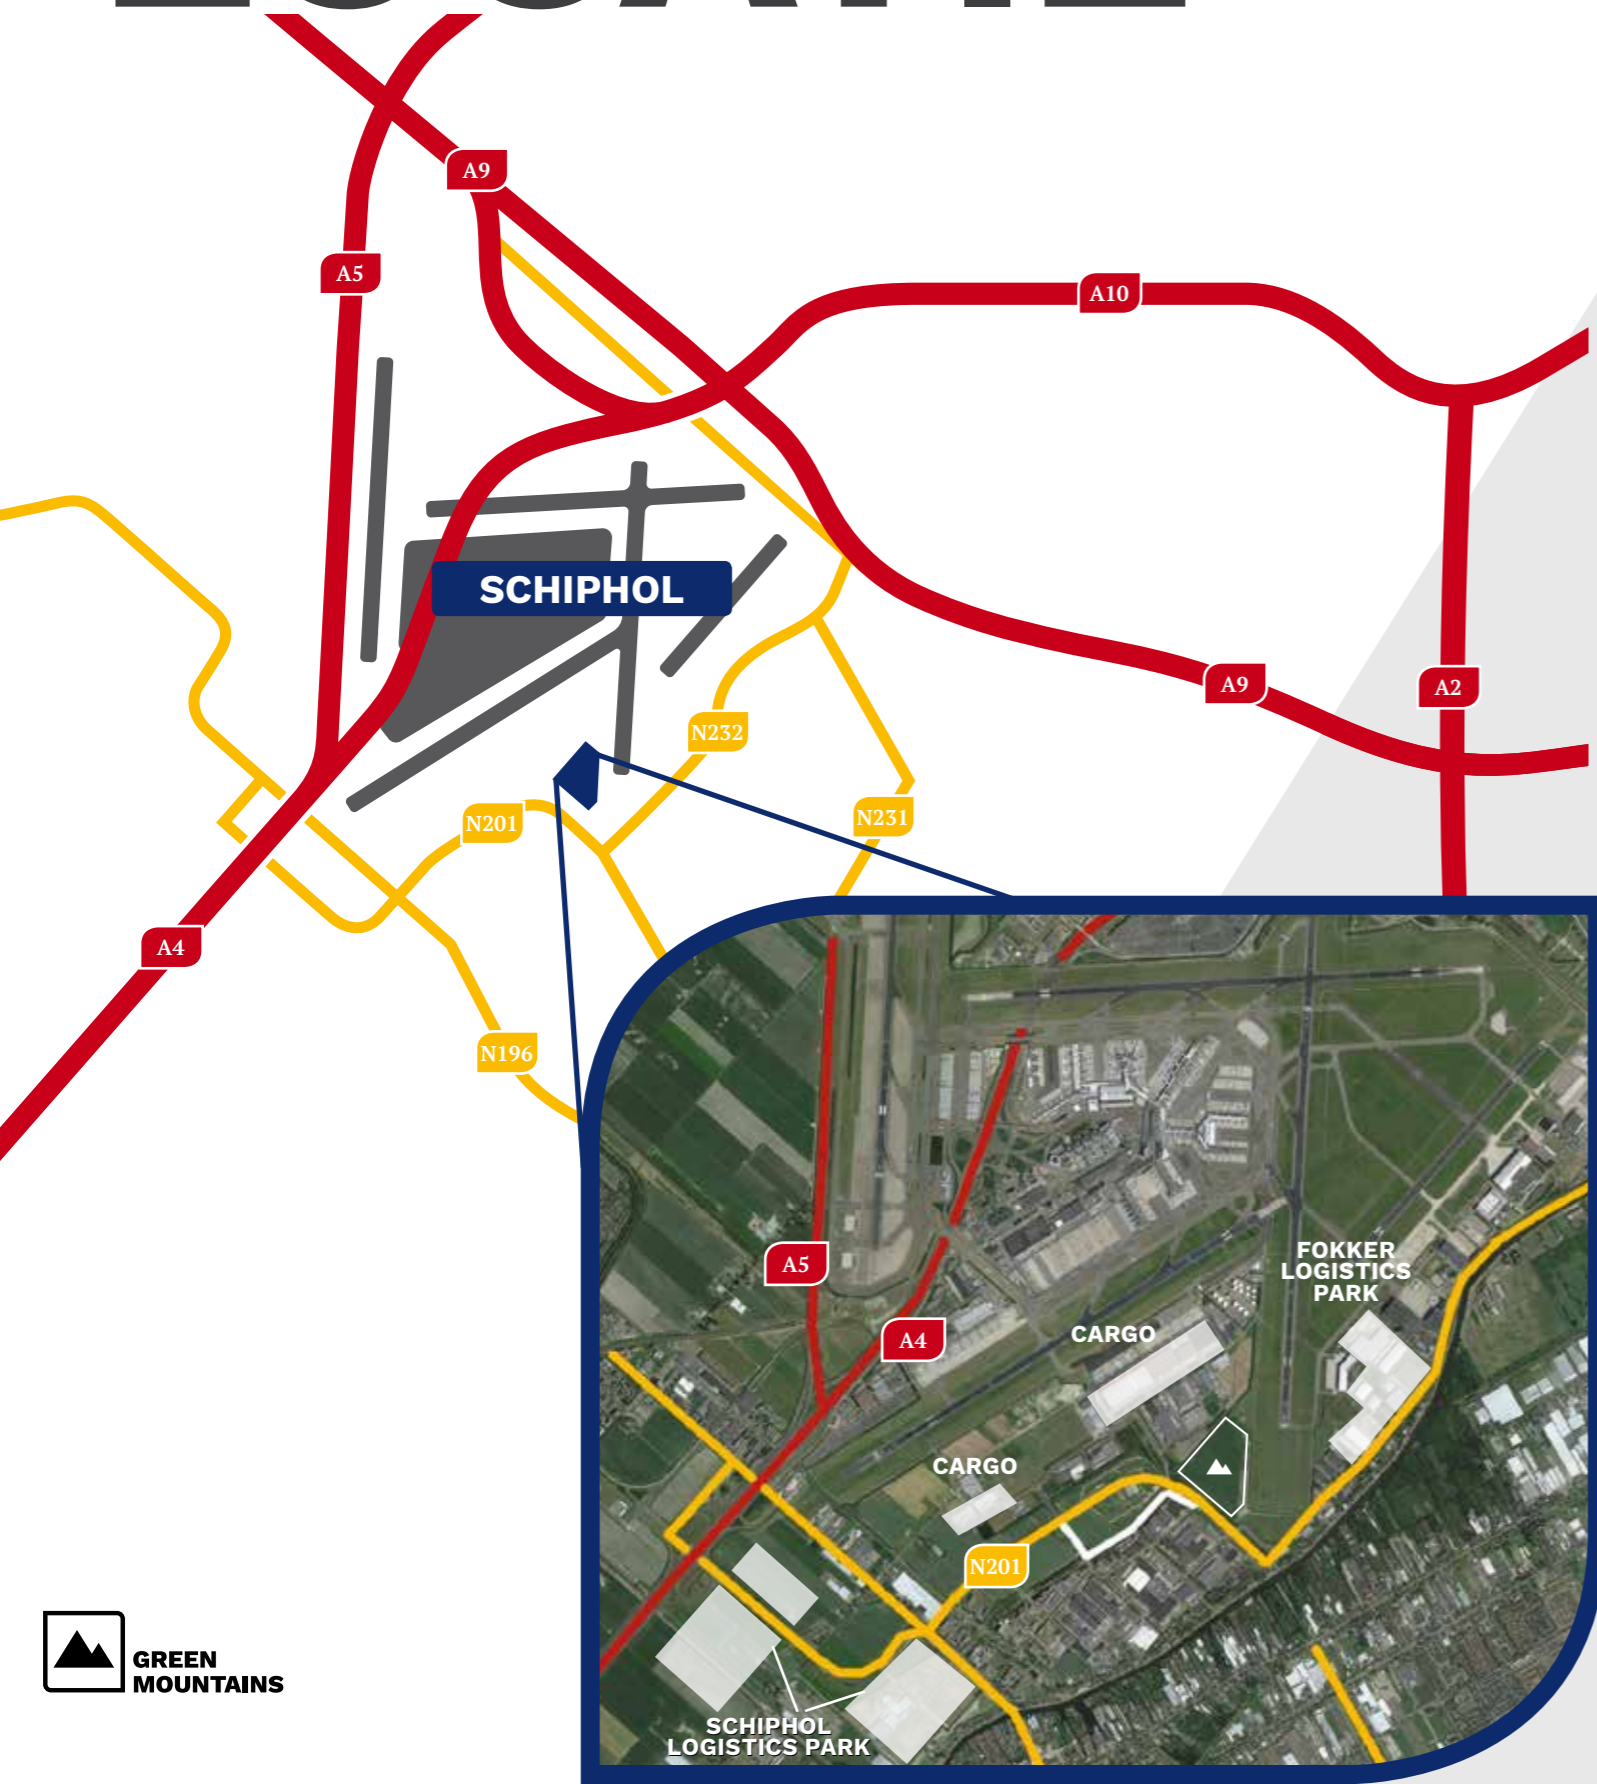 A9
A5
A10
SCHIPHOL
A9
A2
N232
N201
N231
A4
N196
A5
FOKKER
LOGISTICS
PARK
CARGO
A4
CARGO
N201
GREEN
MOUNTAINS
SCHIPHOL
LOGISTICS PARK